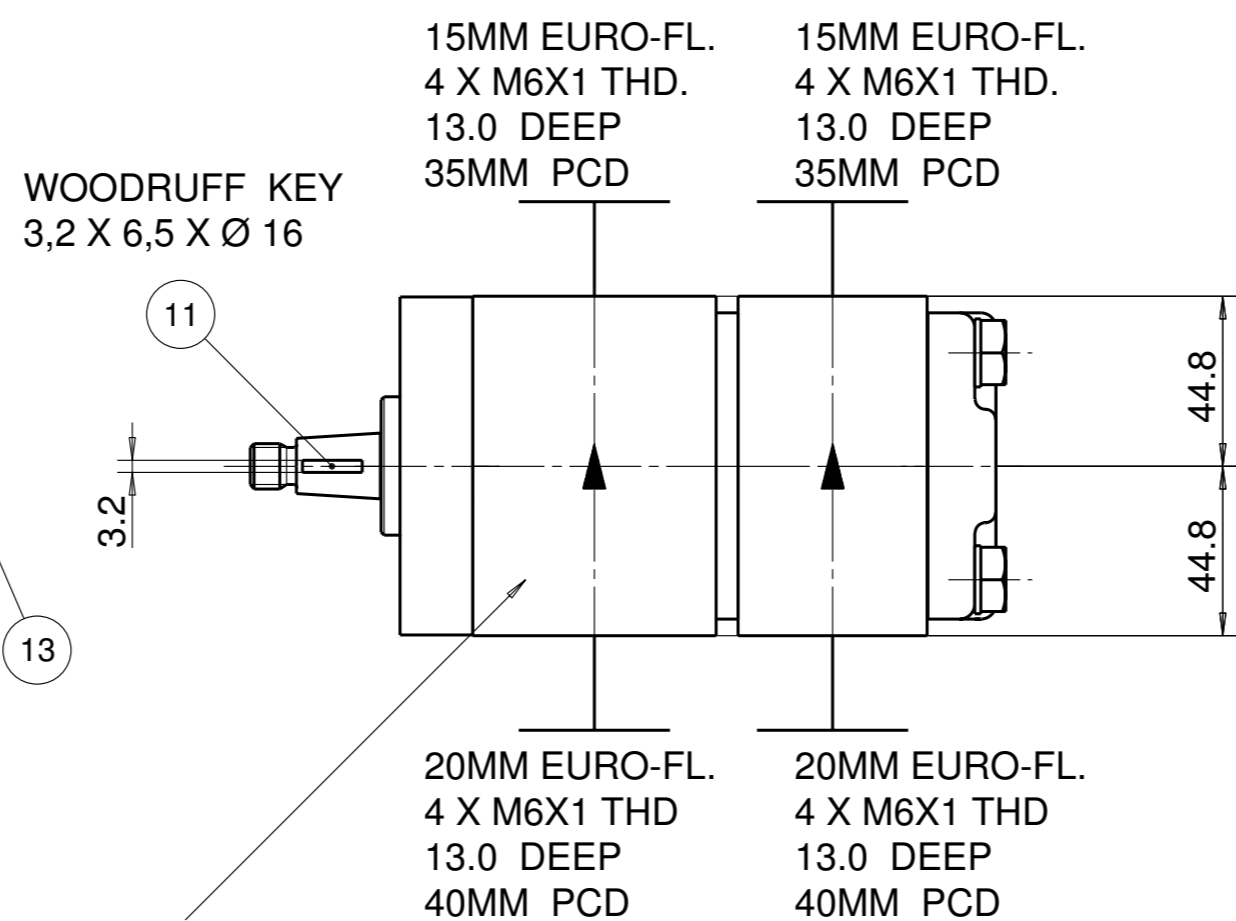 15MM EURO-FL.
4 X M6X1 THD.
13.0 DEEP
35MM PCD
15MM EURO-FL.
4 X M6X1 THD.
13.0 DEEP
35MM PCD
WOODRUFF KEY
3,2 X 6,5 X Ø 16
11
44.8
3.2
44.8
13
20MM EURO-FL.
4 X M6X1 THD
13.0 DEEP
40MM PCD
20MM EURO-FL.
4 X M6X1 THD
13.0 DEEP
40MM PCD